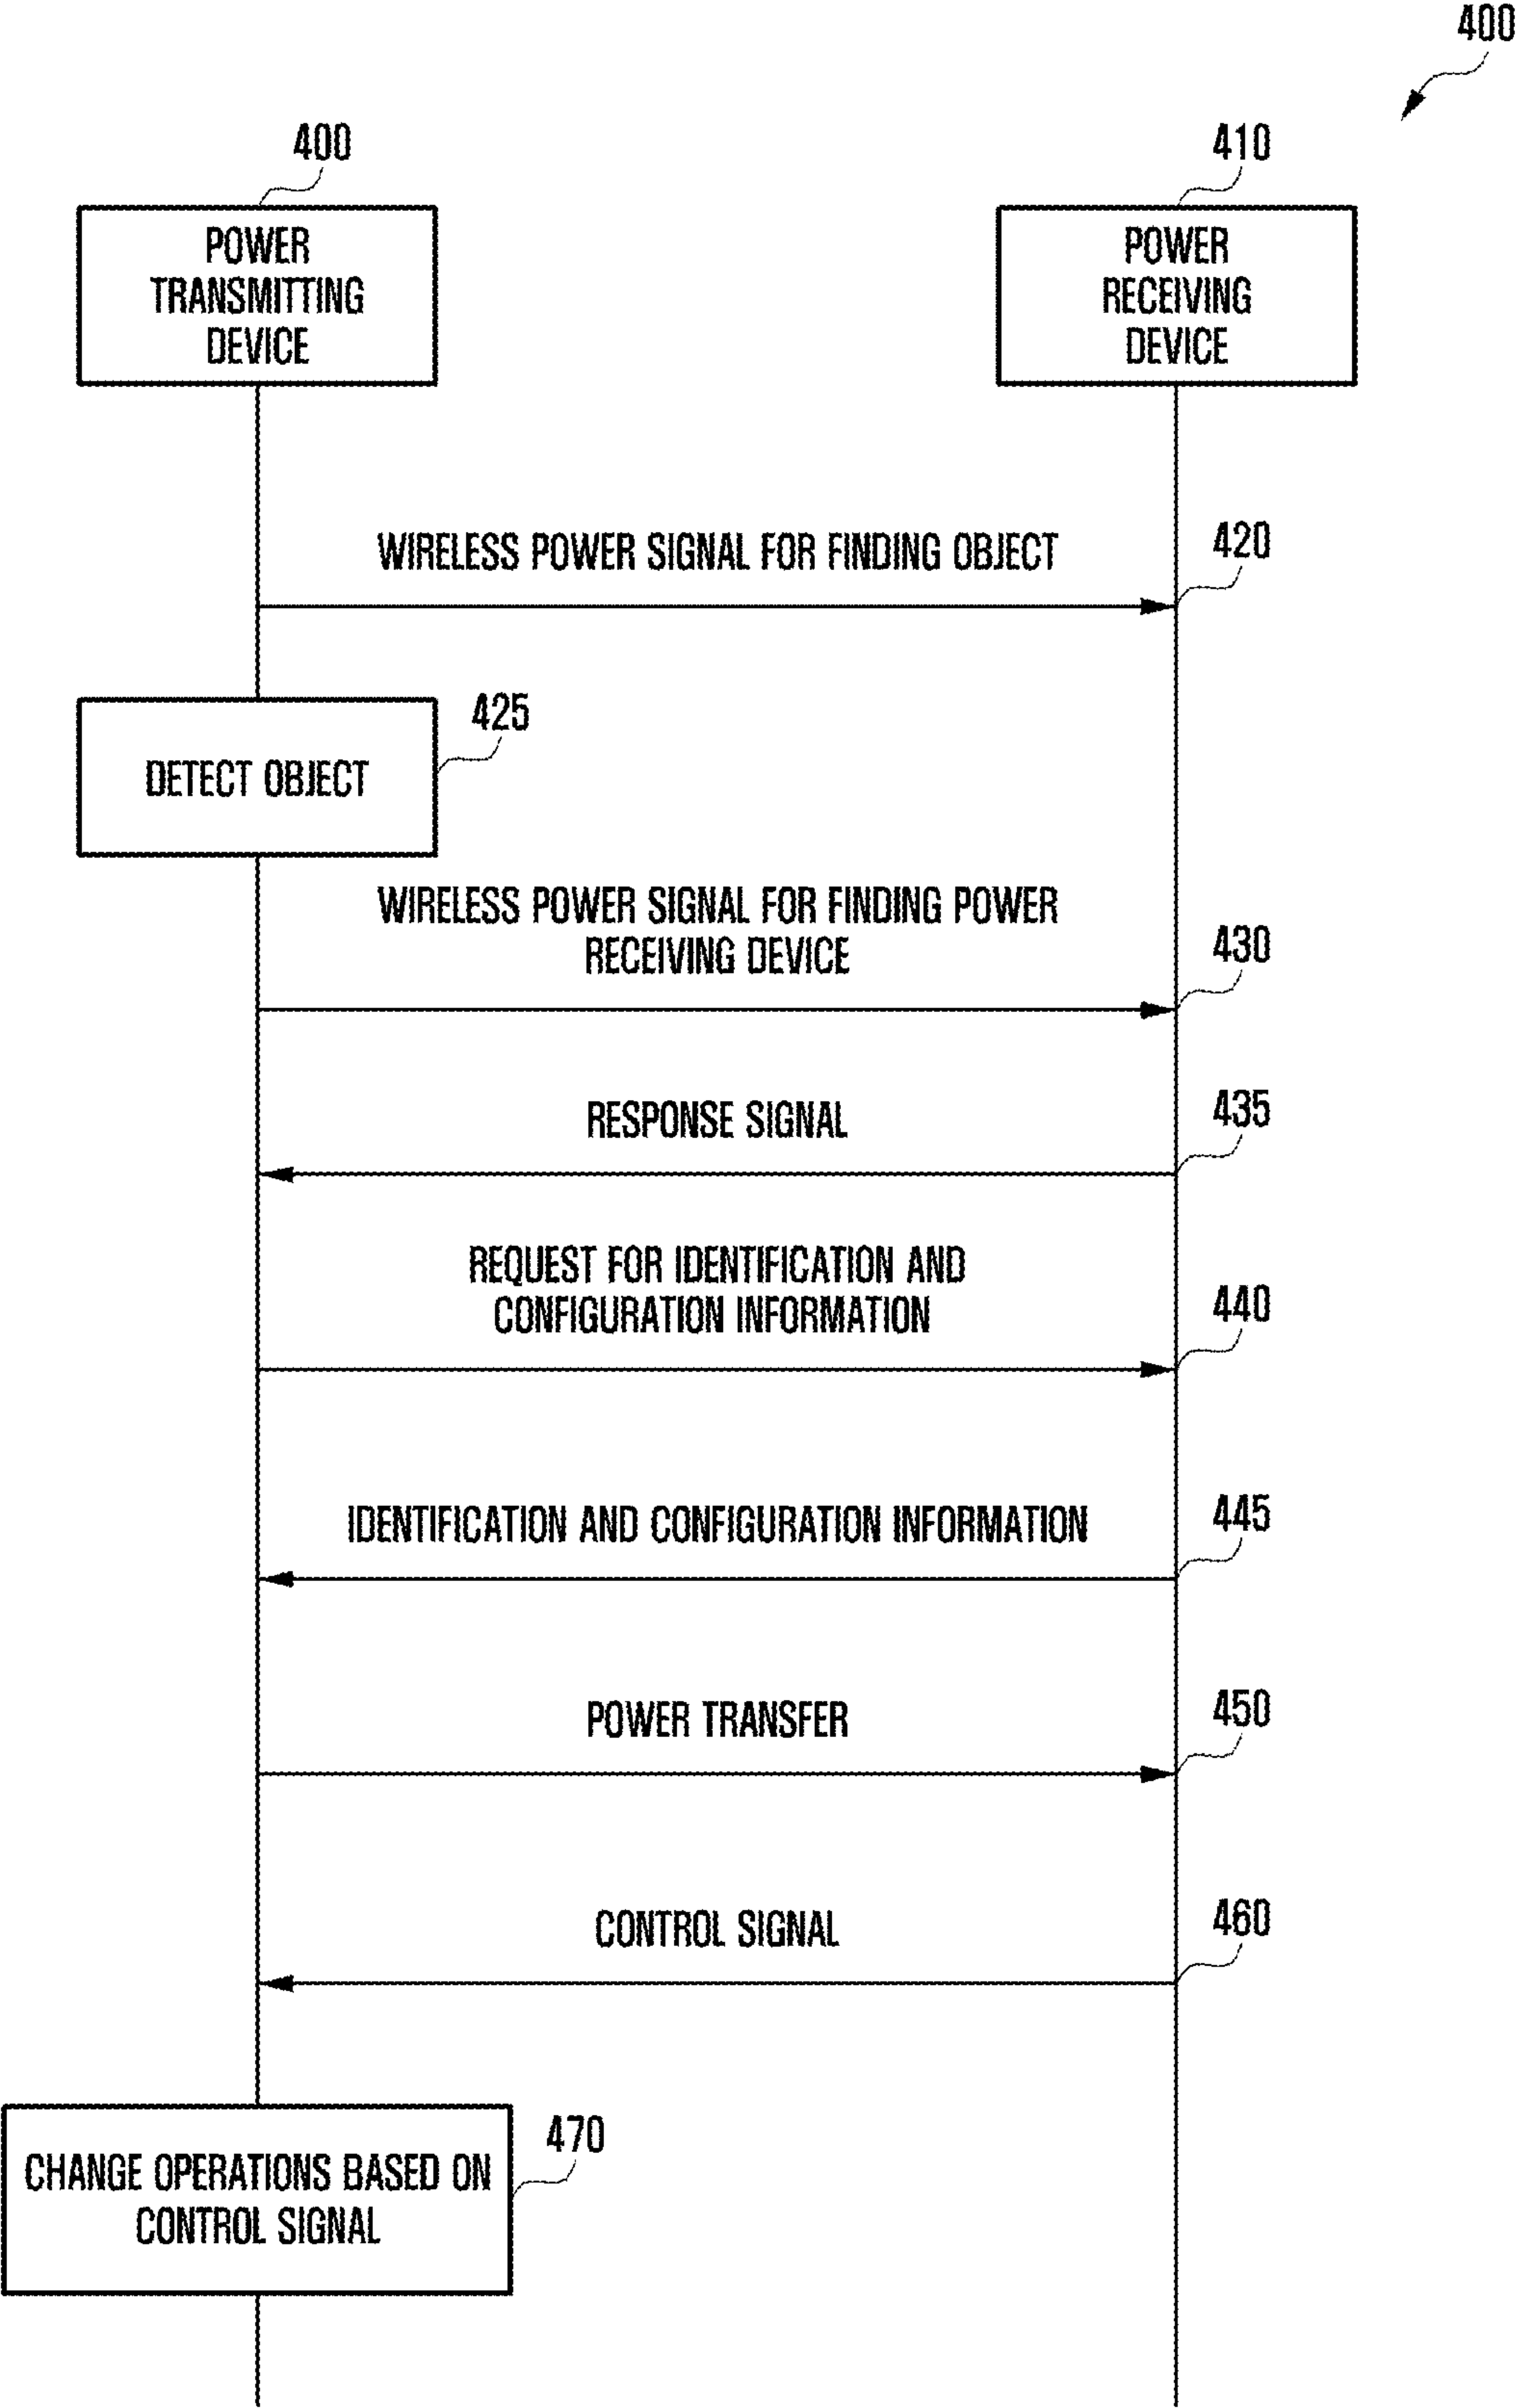 400
400
410
POWER
TRANSMITTING
DEVICE
POWER
RECEIVING
DEVICE
WIRELESS POWER SIGNAL FOR FINDING OBJECT
420
425
DETECT OBJECT
WIRELESS POWER SIGNAL FOR FINDING POWER
RECEIVING DEVICE
430
RESPONSE SIGNAL
435
REQUEST FOR IDENTIFICATION AND
CONFIGURATION INFORMATION
440
IDENTIFICATION AND CONFIGURATION INFORMATION
445
POWER TRANSFER
450
CONTROL SIGNAL
460
470
CHANGE OPERATIONS BASED ON
CONTROL SIGNAL